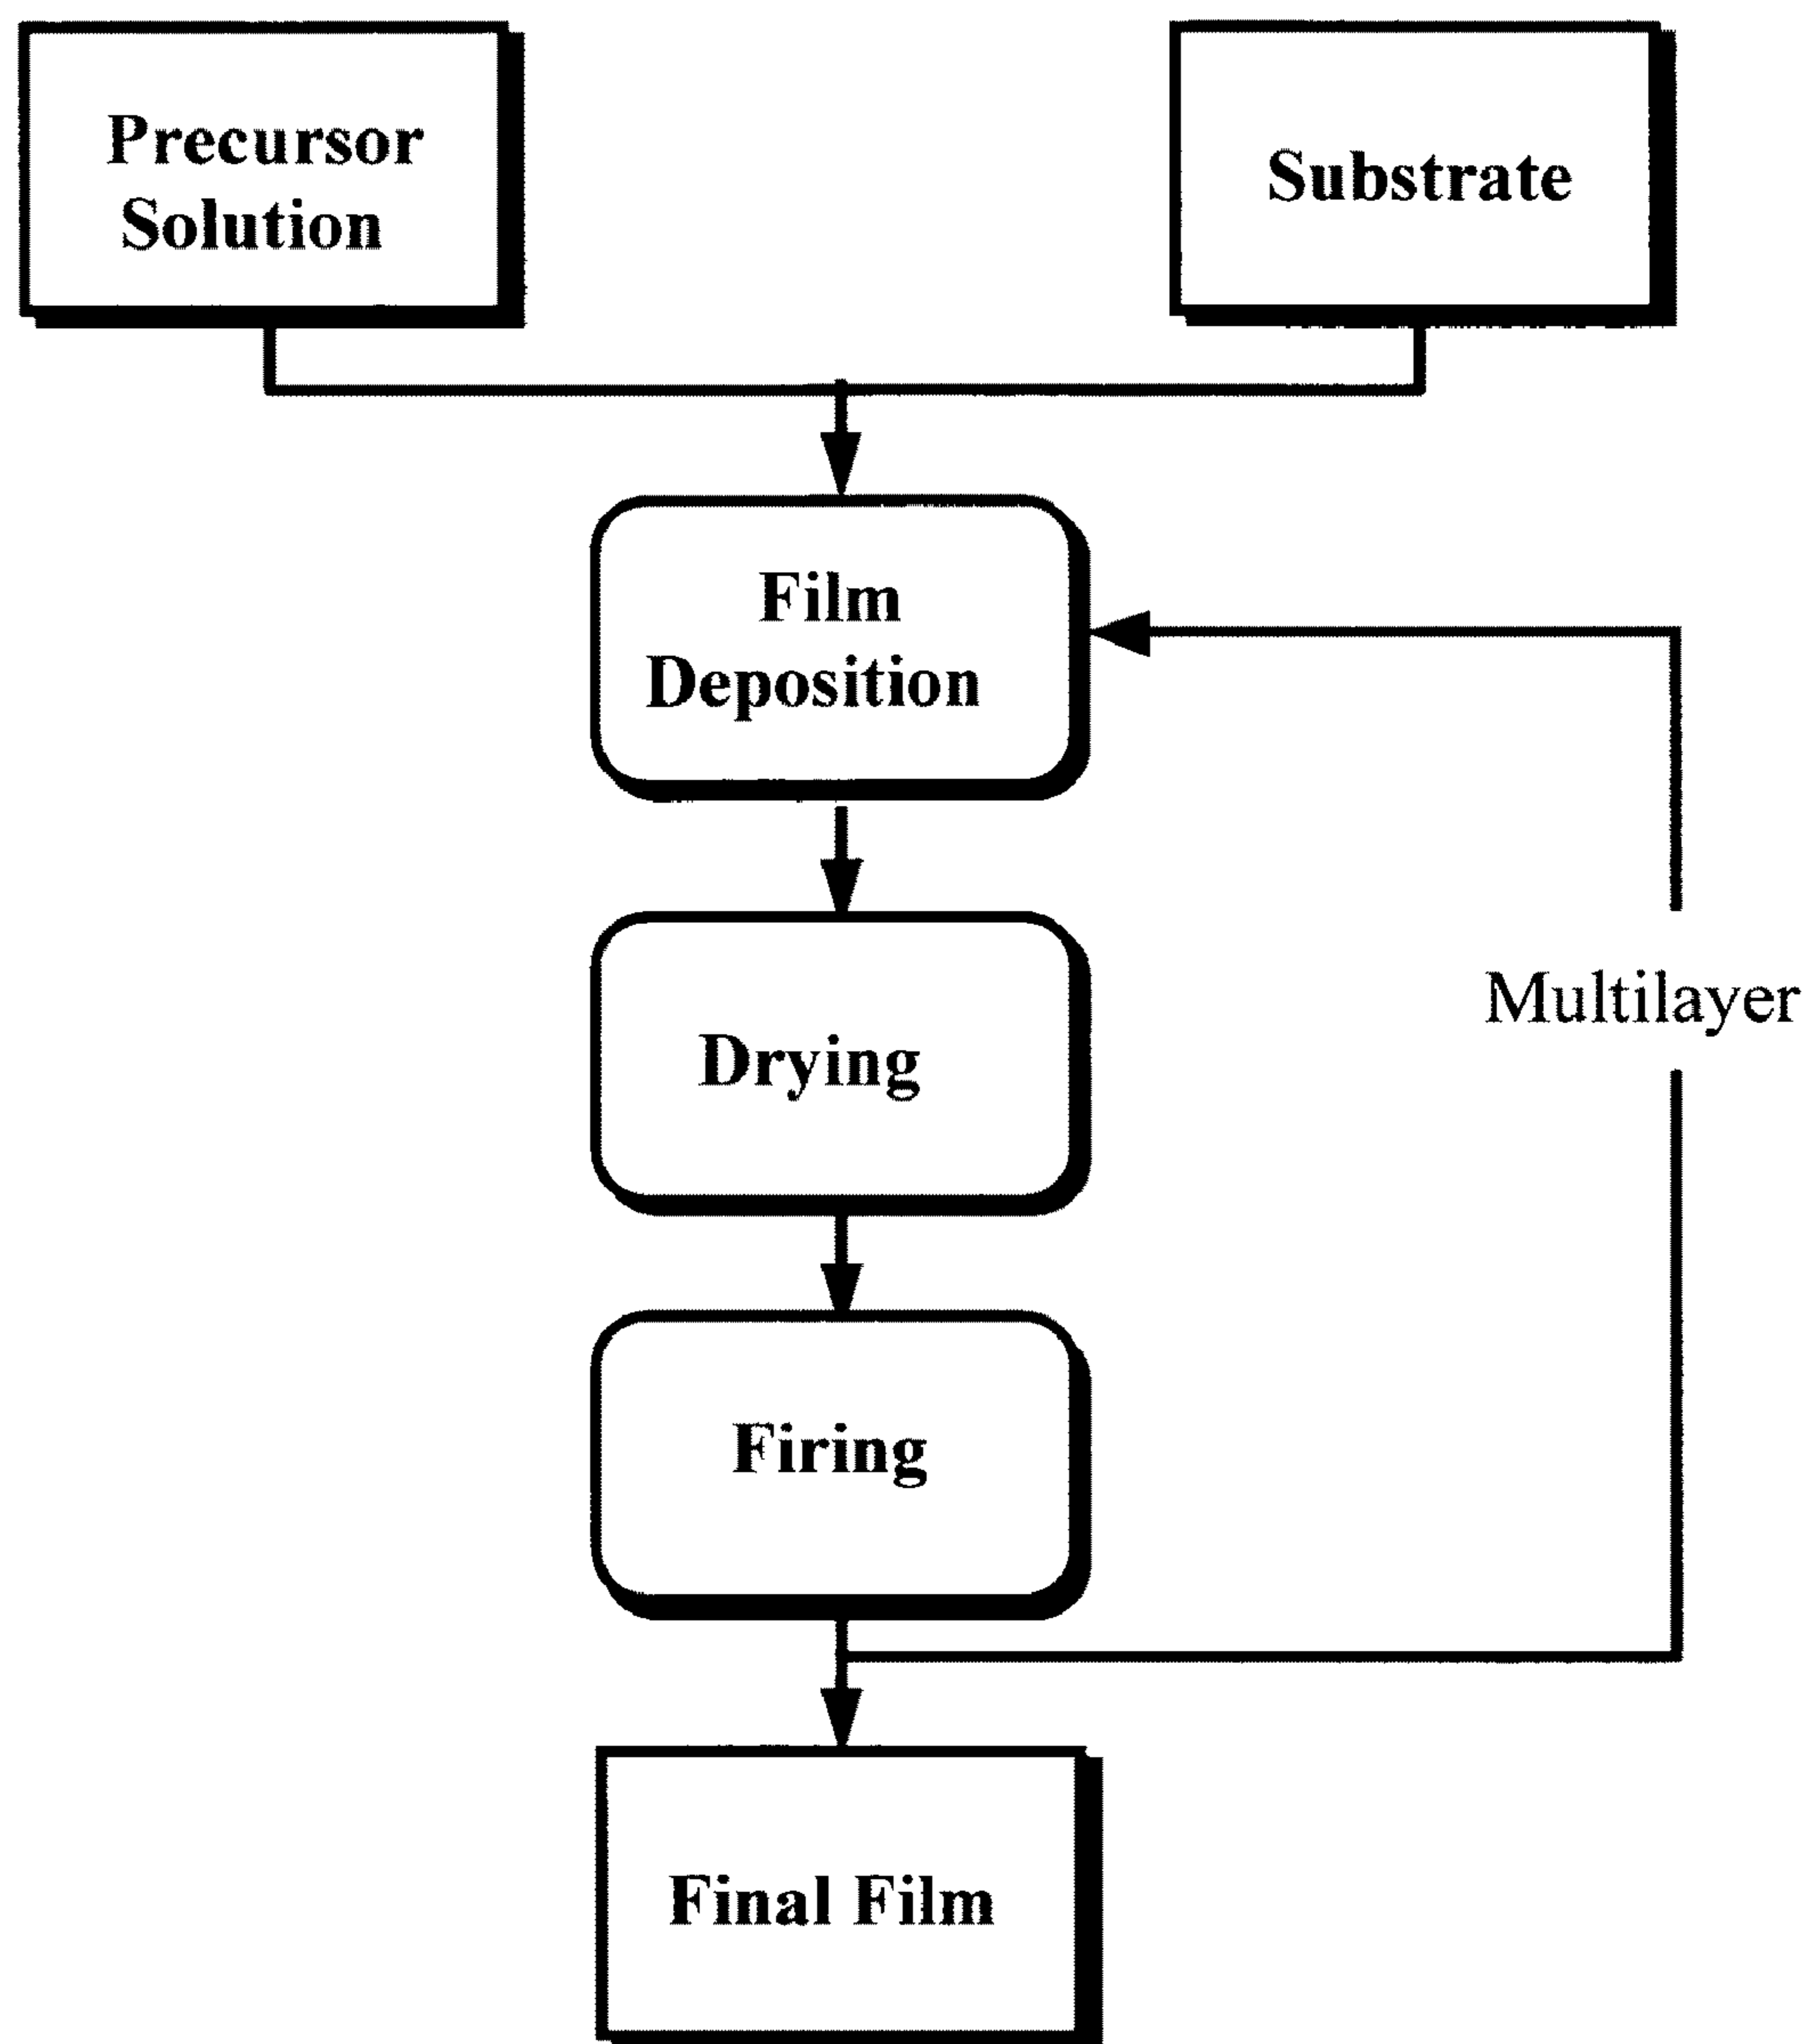 Precursor
Solution
Substrate
Film
Deposition
Drying
Multilayer
Firing
Final Film